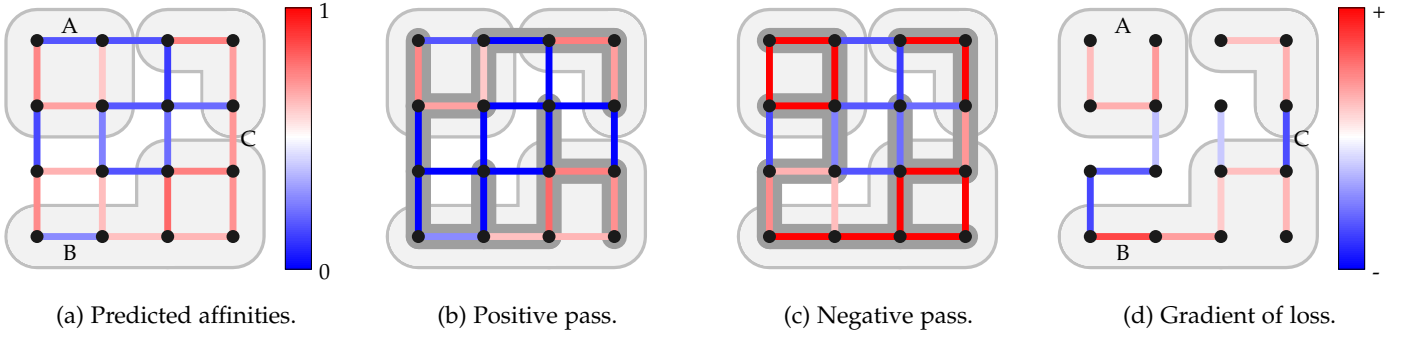 A
1
C
0
B
(a) Predicted affinities.
(b) Positive pass.
(c) Negative pass.
A
+
C
-
B
(d) Gradient of loss.